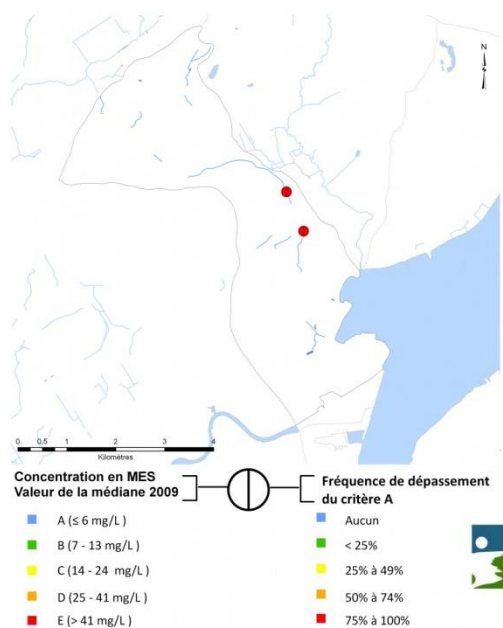 N
0 0,5 1 2 3 4
Kilomètres
Concentration en MES
Valeur de la médiane 2009
A (≤ 6 mg/L )
B (7 - 13 mg/L )
C (14 - 24 mg/L )
D (25 - 41 mg/L )
E (> 41 mg/L )
Fréquence de dépassement
du critère A
Aucun
< 25%
25% à 49%
50% à 74%
75% à 100%